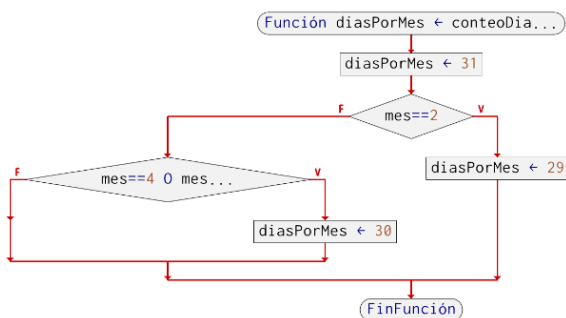 Función diasPorMes ← conteoDia...
diasPorMes ← 31
F
V
mes==2
F
V
mes==4 O mes...
diasPorMes ← 29
diasPorMes ← 30
FinFunción